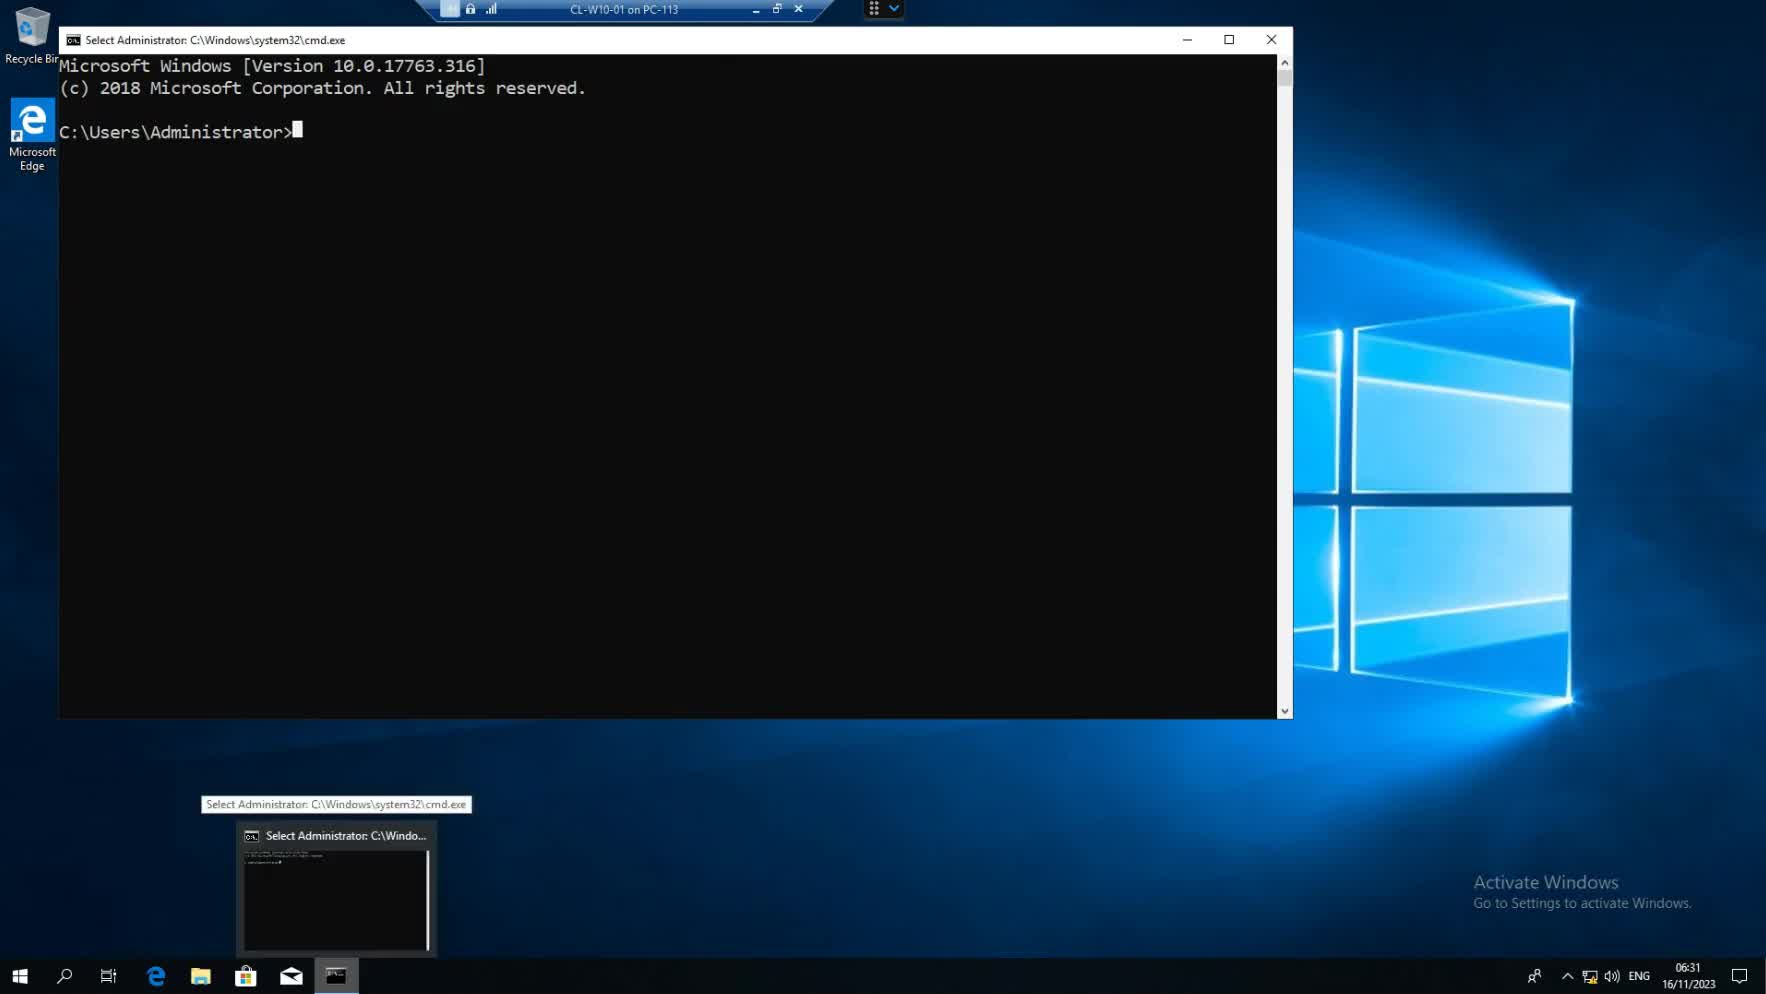 CL-W10-01 on PC-113
Recycle Bin
Select Administrator: C:\Windows\system32\cmd.exe
Microsoft Windows [Version 10.0.17763.316]
(c) 2018 Microsoft Corporation. All rights reserved.
C:\Users\Administrator>
Microsoft
Edge
Select Administrator: C:\Windows\system32\cmd.exe
Select Administrator: C:\Windo...
Activate Windows
Go to Settings to activate Windows.
ENG
06:31
16/11/2023